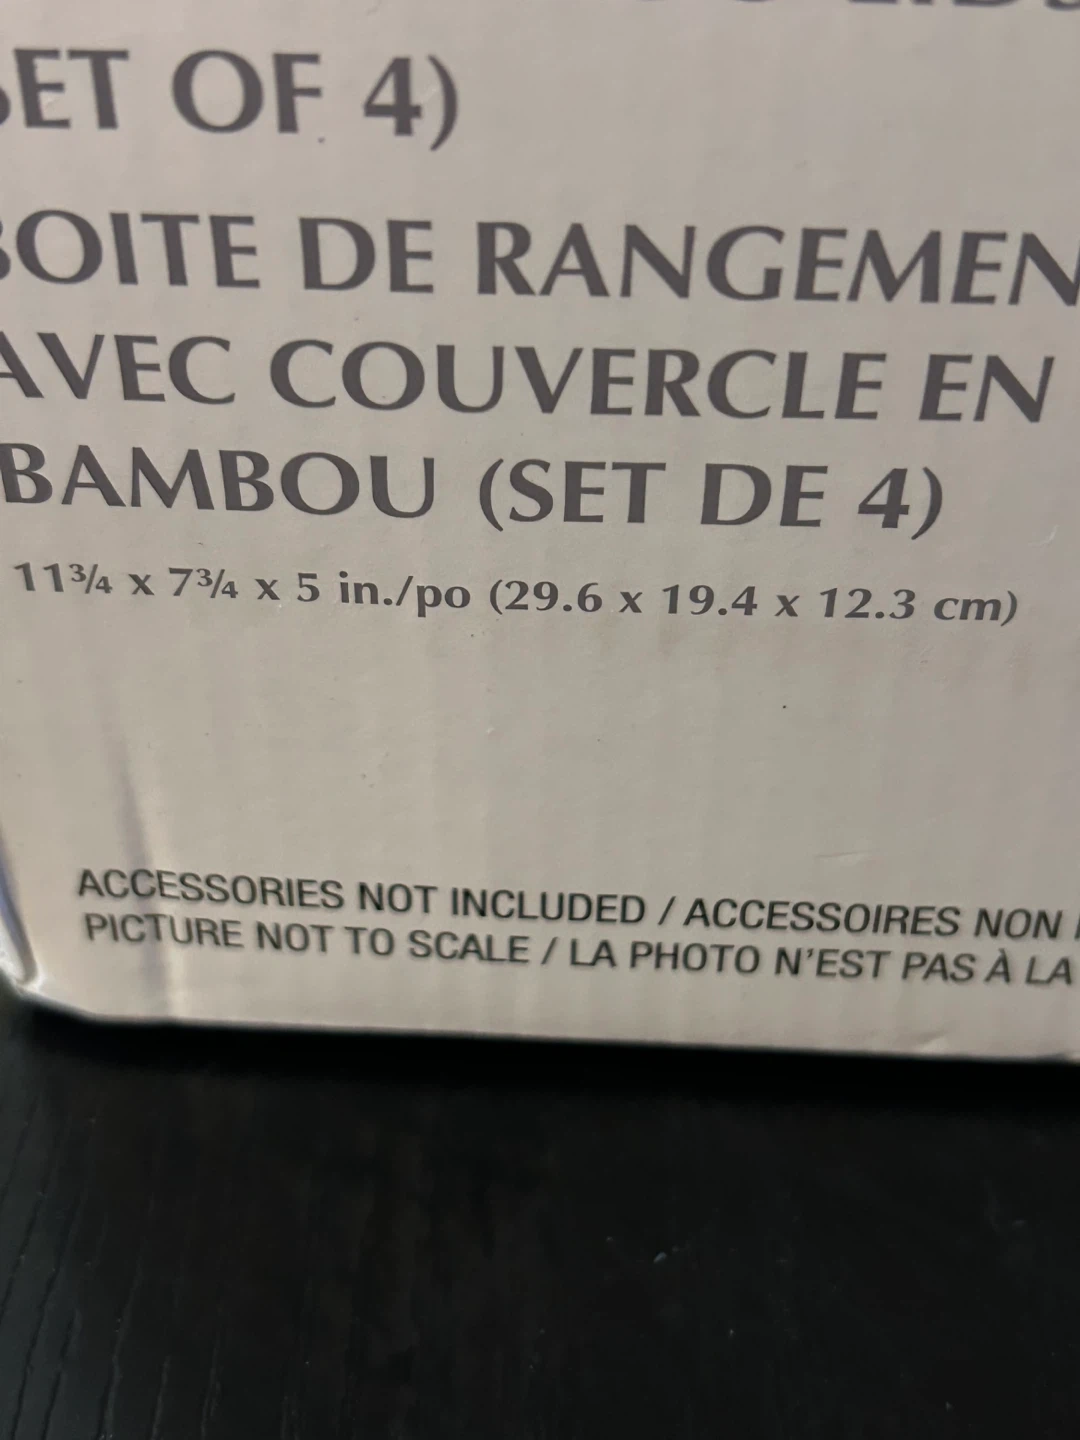 SET OF 4)
BOITE DE RANGEMEN
AVEC COUVERCLE EN
BAMBOU (SET DE 4)
11¾ x 7¾ x 5 in./po (29.6 x 19.4 x 12.3 cm)
ACCESSORIES NOT INCLUDED / ACCESSOIRES NON
PICTURE NOT TO SCALE / LA PHOTO N'EST PAS À LA